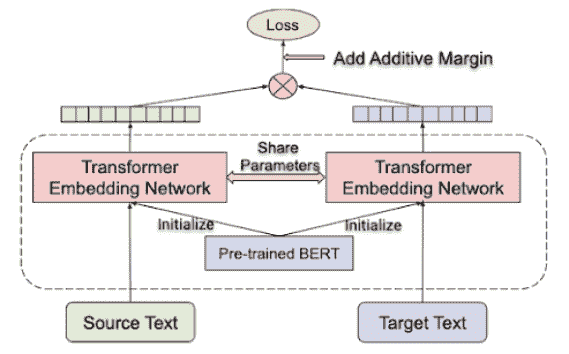 Loss
Add Additive Margin
Share
Parameters
Transformer
Embedding Network
Transformer
Embedding Network
Initialize
Initialize
Pre-trained BERT
Source Text
Target Text